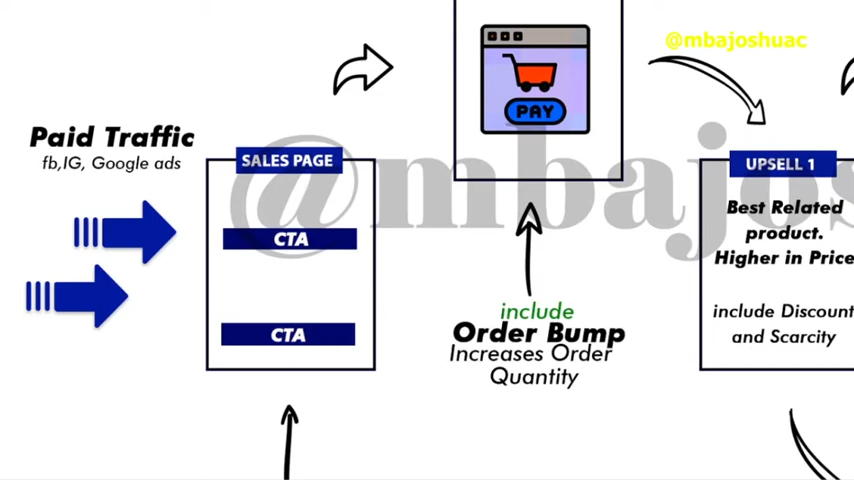 @mbajoshuac
Paid Traffic
fb,IG, Google ads
SALES PAGE
CTA
CTA
PAY
include
Order Bump
Increases Order
Quantity
UPSELL 1
Best Related
product.
Higher in Price
include Discount
and Scarcity
@mbajos